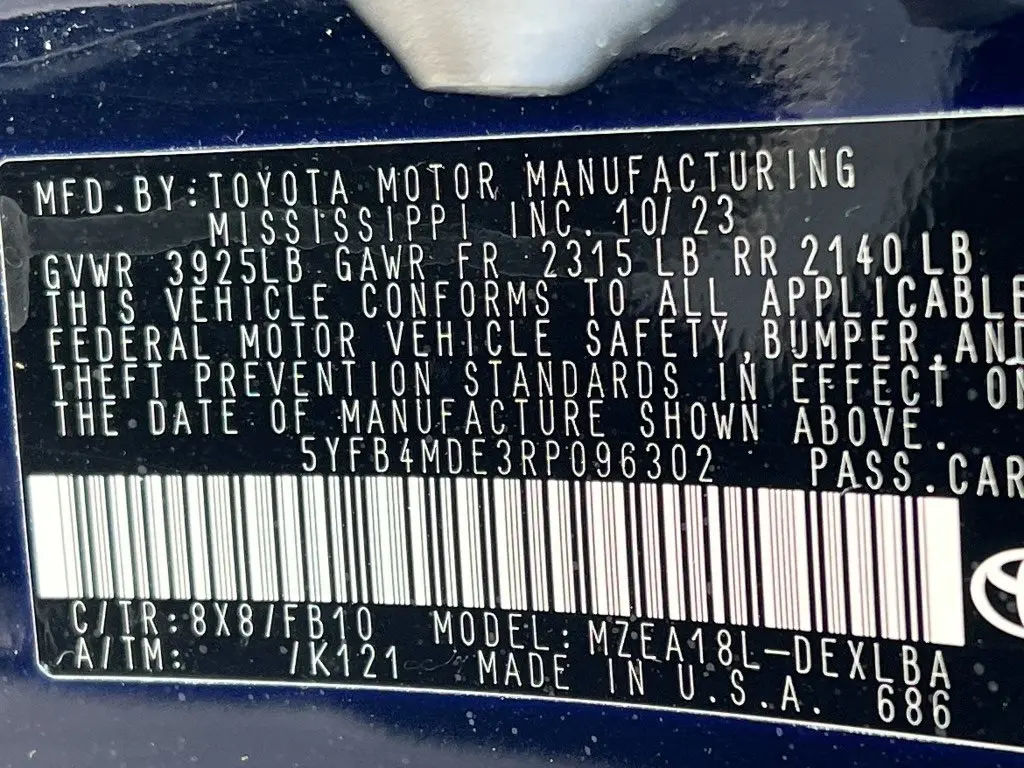 MFD.BY:TOYOTA MOTOR MANUFACTURING
MISSISSIPPI INC. 10/23
GVWR 3925LB GAWR FR 2315 LB RR 2140 LB
THIS VEHICLE CONFORMS TO ALL APPLICABLE
FEDERAL MOTOR VEHICLE SAFETY,BUMPER,AND
THEFT PREVENTION STANDARDS IN EFFECT ON
THE DATE OF MANUFACTURE SHOWN ABOVE.
5YFB4MDE3RP096302 PASS.CAR
C/TR:8X8/FB10 MODEL:MZEA18L-DEXLBA
A/TM: /K121 MADE IN U.S.A. 686